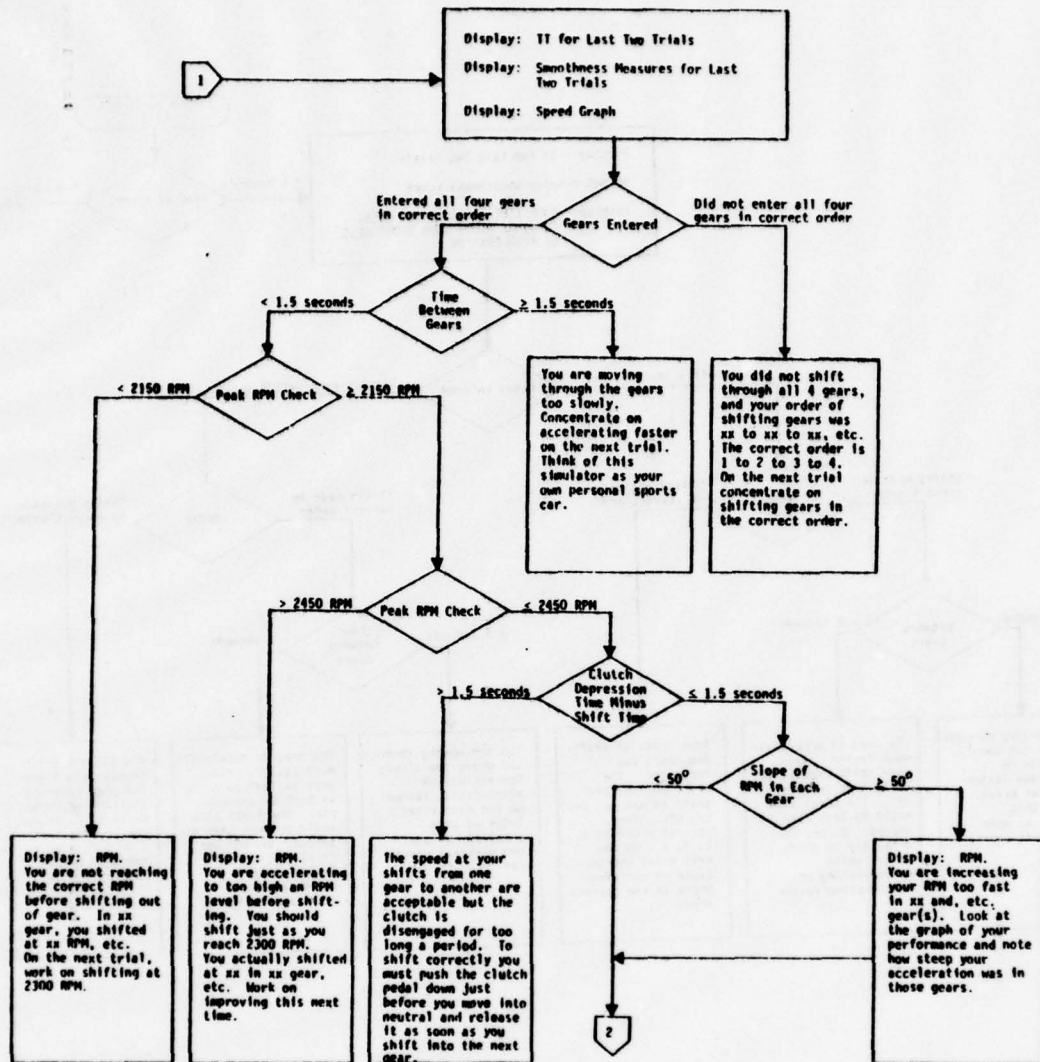 Display: TT for Last Two Trials
Display: Smoothness Measures for Last
Two Trials
Display: Speed Graph
1
Entered all four gears
in correct order
Gears Entered
Did not enter all four
gears in correct order
< 1.5 seconds
Time
Between
Gears
≥ 1.5 seconds
< 2150 RPM
Peak RPM Check
≥ 2150 RPM
You are moving
through the gears
too slowly.
Concentrate on
accelerating faster
on the next trial.
Think of this
simulator as your
own personal sports
car.
You did not shift
through all 4 gears,
and your order of
shifting gears was
xx to xx to xx, etc.
The correct order is
1 to 2 to 3 to 4.
On the next trial
concentrate on
shifting gears in
the correct order.
> 2450 RPM
Peak RPM Check
≤ 2450 RPM
> 1.5 seconds
Clutch
Depression
Time Minus
Shift Time
≤ 1.5 seconds
< 50°
Slope of
RPM in Each
Gear
≥ 50°
Display: RPM.
You are not reaching
the correct RPM
before shifting out
of gear. In xx
gear, you shifted
at xx RPM, etc.
On the next trial,
work on shifting at
2300 RPM.
Display: RPM.
You are accelerating
to too high an RPM
level before shift-
ing. You should
shift just as you
reach 2300 RPM.
You actually shifted
at xx in xx gear,
etc. Work on
improving this next
time.
The speed at your
shifts from one
gear to another are
acceptable but the
clutch is
disengaged for too
long a period. To
shift correctly you
must push the clutch
pedal down just
before you move into
neutral and release
it as soon as you
shift into the next
gear.
Display: RPM.
You are increasing
your RPM too fast
in xx and, etc.
gear(s). Look at
the graph of your
performance and note
how steep your
acceleration was in
those gears.
2